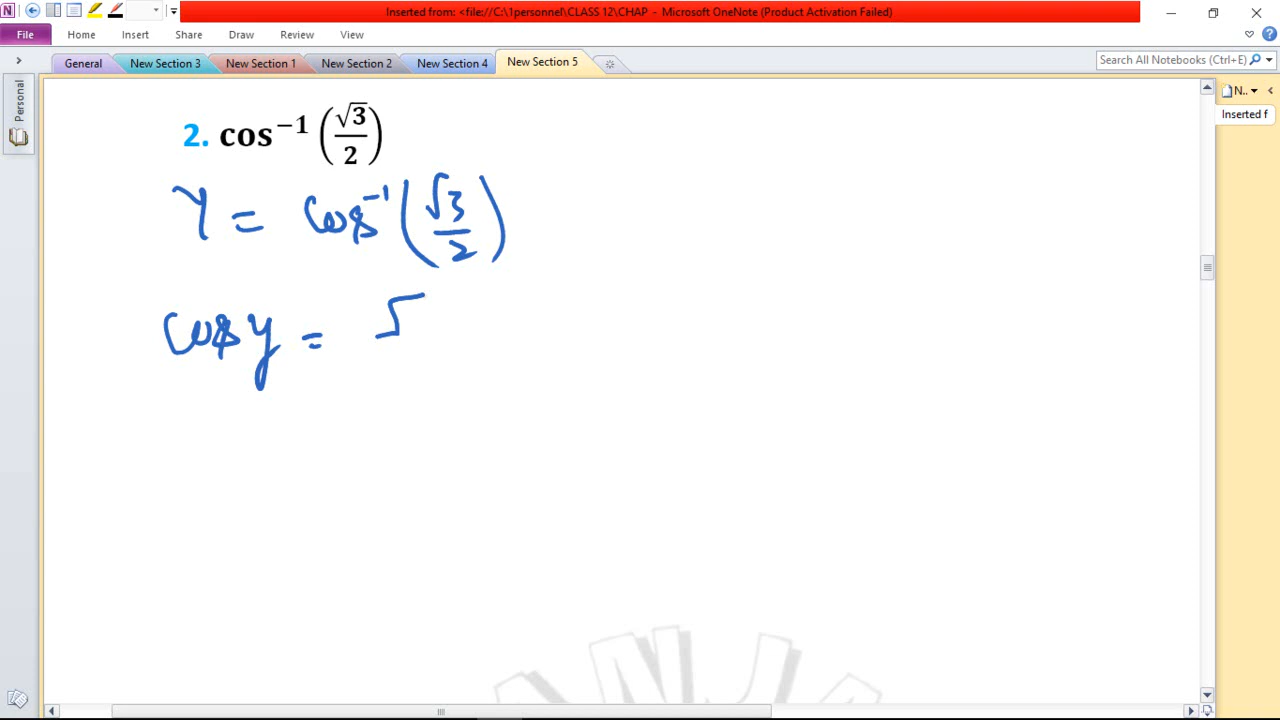 Inserted from: <file://C:\1personnel\CLASS 12\CHAP - Microsoft OneNote (Product Activation Failed)
File Home Insert Share Draw Review View
General New Section 3 New Section 1 New Section 2 New Section 4 New Section 5
Search All Notebooks (Ctrl+E)
Personal
N..
Inserted f
2. cos⁻¹(√3/2)
Y = cos⁻¹(√3/2)
cos y = √